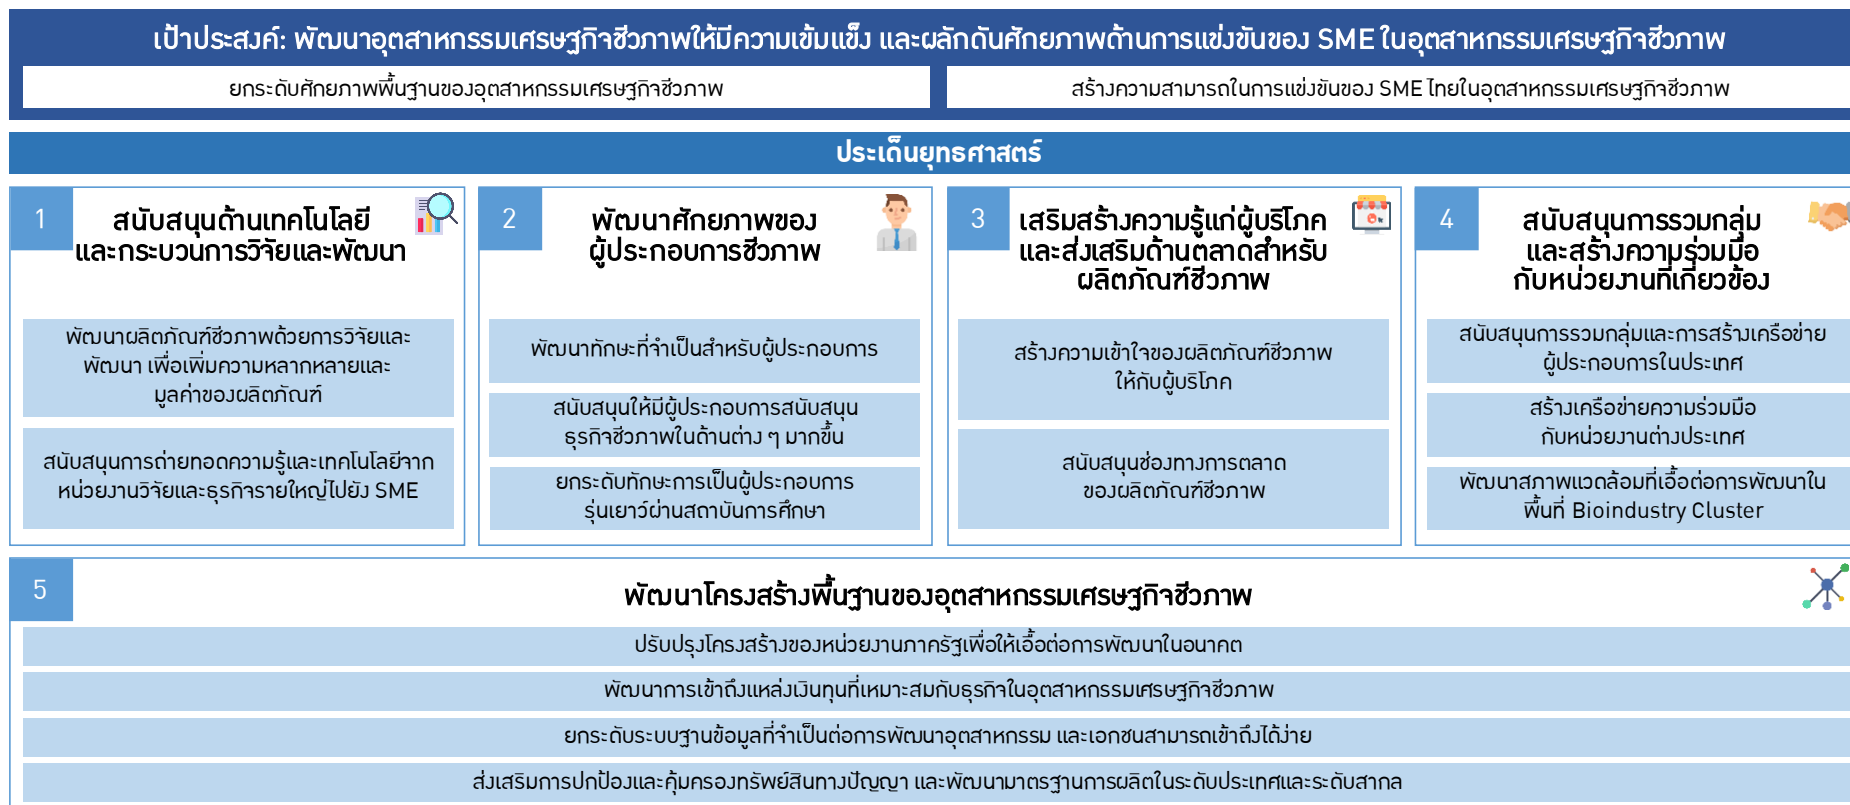 เป้าประสงค์: พัฒนาอุตสาหกรรมเศรษฐกิจชีวภาพให้มีความเข้มแข็ง และผลักดันศักยภาพด้านการแข่งขันของ SME ในอุตสาหกรรมเศรษฐกิจชีวภาพ
ยกระดับศักยภาพพื้นฐานของอุตสาหกรรมเศรษฐกิจชีวภาพ
สร้างความสามารถในการแข่งขันของ SME ไทยในอุตสาหกรรมเศรษฐกิจชีวภาพ
ประเด็นยุทธศาสตร์
1
สนับสนุนด้านเทคโนโลยี
และกระบวนการวิจัยและพัฒนา
พัฒนาผลิตภัณฑ์ชีวภาพด้วยการวิจัยและ
พัฒนา เพื่อเพิ่มความหลากหลายและ
มูลค่าของผลิตภัณฑ์
สนับสนุนการถ่ายทอดความรู้และเทคโนโลยีจาก
หน่วยงานวิจัยและธุรกิจรายใหญ่ไปยัง SME
2
พัฒนาศักยภาพของ
ผู้ประกอบการชีวภาพ
พัฒนาทักษะที่จำเป็นสำหรับผู้ประกอบการ
สนับสนุนให้มีผู้ประกอบการสนับสนุน
ธุรกิจชีวภาพในด้านต่าง ๆ มากขึ้น
ยกระดับทักษะการเป็นผู้ประกอบการ
รุ่นเยาว์ผ่านสถาบันการศึกษา
3
เสริมสร้างความรู้แก่ผู้บริโภค
และส่งเสริมด้านตลาดสำหรับ
ผลิตภัณฑ์ชีวภาพ
สร้างความเข้าใจของผลิตภัณฑ์ชีวภาพ
ให้กับผู้บริโภค
สนับสนุนช่องทางการตลาด
ของผลิตภัณฑ์ชีวภาพ
4
สนับสนุนการรวมกลุ่ม
และสร้างความร่วมมือ
กับหน่วยงานที่เกี่ยวข้อง
สนับสนุนการรวมกลุ่มและการสร้างเครือข่าย
ผู้ประกอบการในประเทศ
สร้างเครือข่ายความร่วมมือ
กับหน่วยงานต่างประเทศ
พัฒนาสภาพแวดล้อมที่เอื้อต่อการพัฒนาใน
พื้นที่ Bioindustry Cluster
5
พัฒนาโครงสร้างพื้นฐานของอุตสาหกรรมเศรษฐกิจชีวภาพ
ปรับปรุงโครงสร้างของหน่วยงานภาครัฐเพื่อให้เอื้อต่อการพัฒนาในอนาคต
พัฒนาการเข้าถึงแหล่งเงินทุนที่เหมาะสมกับธุรกิจในอุตสาหกรรมเศรษฐกิจชีวภาพ
ยกระดับระบบฐานข้อมูลที่จำเป็นต่อการพัฒนาอุตสาหกรรม และเอกชนสามารถเข้าถึงได้ง่าย
ส่งเสริมการปกป้องและคุ้มครองทรัพย์สินทางปัญญา และพัฒนามาตรฐานการผลิตในระดับประเทศและระดับสากล